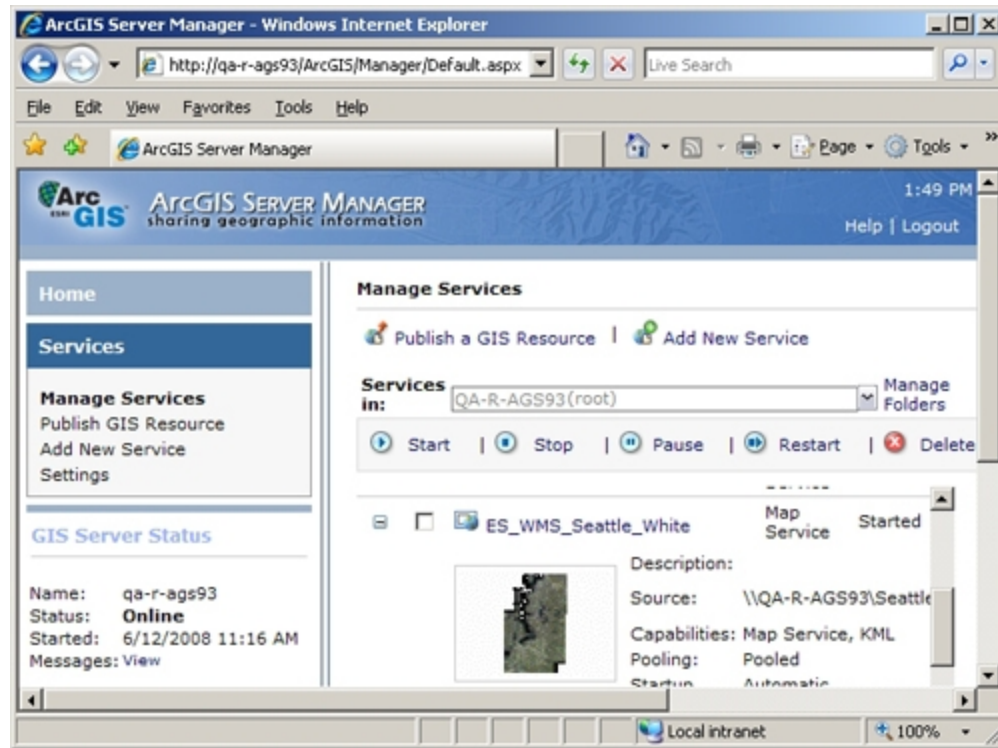 ArcGIS Server Manager - Windows Internet Explorer
http://qa-r-ags93/ArcGIS/Manager/Default.aspx
Live Search
File Edit View Favorites Tools Help
ArcGIS Server Manager
Page Tools »
Arc GIS
ESRI
ArcGIS Server Manager
sharing geographic information
1:49 PM
Help | Logout
Home
Services
Manage Services
Publish GIS Resource
Add New Service
Settings
GIS Server Status
Name: qa-r-ags93
Status: Online
Started: 6/12/2008 11:16 AM
Messages: View
Manage Services
Publish a GIS Resource | Add New Service
Services in: QA-R-AGS93(root) Manage Folders
Start | Stop | Pause | Restart | Delete
ES_WMS_Seattle_White Map Service Started
Description:
Source: \\QA-R-AGS93\Seattle
Capabilities: Map Service, KML
Pooling: Pooled
Startup Automatic
Local intranet 100%